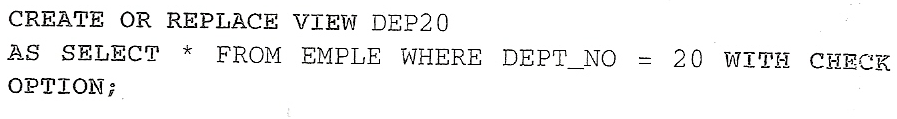 CREATE OR REPLACE VIEW DEP20
AS SELECT * FROM EMPLE WHERE DEPT_NO = 20 WITH CHECK
OPTION;